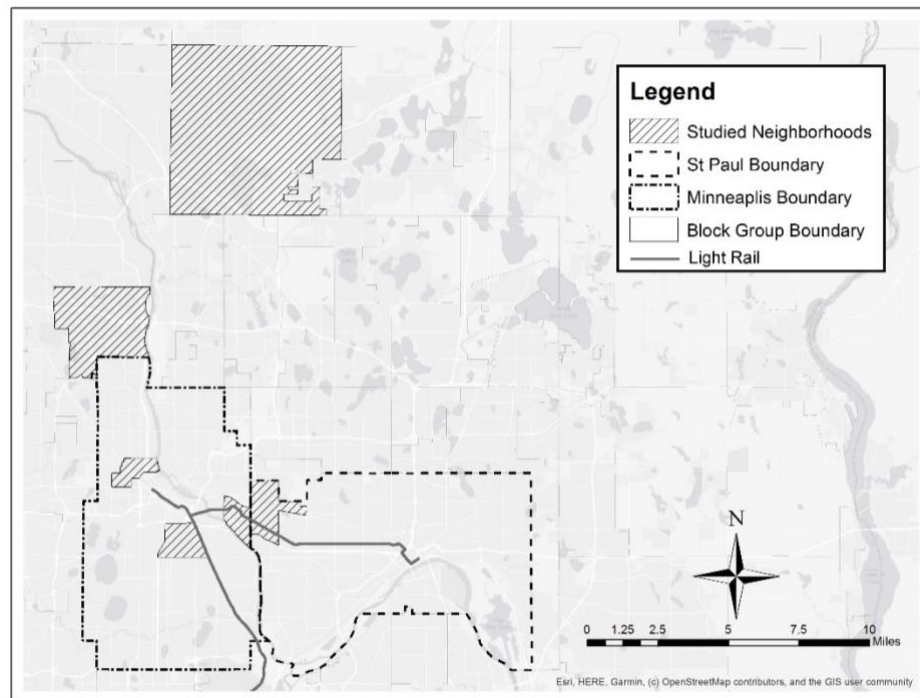 Legend
Studied Neighborhoods
St Paul Boundary
Minneaplis Boundary
Block Group Boundary
Light Rail
N
0 1.25 2.5 5 7.5 10
Miles
Esri, HERE, Garmin, (c) OpenStreetMap contributors, and the GIS user community